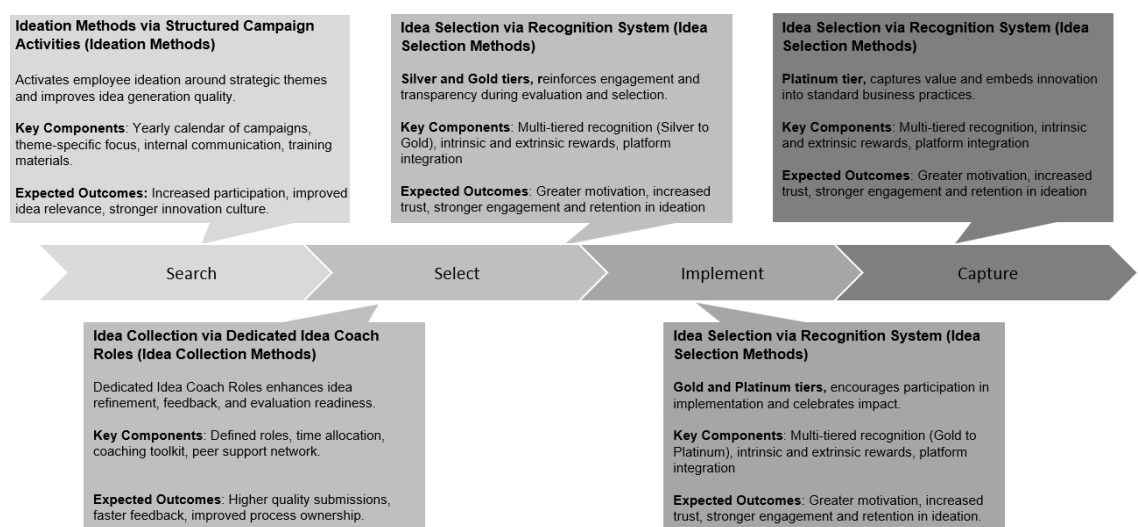 Ideation Methods via Structured Campaign
Activities (Ideation Methods)
Activates employee ideation around strategic themes
and improves idea generation quality.
Key Components: Yearly calendar of campaigns,
theme-specific focus, internal communication, training
materials.
Expected Outcomes: Increased participation, improved
idea relevance, stronger innovation culture.
Idea Selection via Recognition System (Idea
Selection Methods)
Silver and Gold tiers, reinforces engagement and
transparency during evaluation and selection.
Key Components: Multi-tiered recognition (Silver to
Gold), intrinsic and extrinsic rewards, platform
integration
Expected Outcomes: Greater motivation, increased
trust, stronger engagement and retention in ideation
Idea Selection via Recognition System (Idea
Selection Methods)
Platinum tier, captures value and embeds innovation
into standard business practices.
Key Components: Multi-tiered recognition, intrinsic
and extrinsic rewards, platform integration
Expected Outcomes: Greater motivation, increased
trust, stronger engagement and retention in ideation
Search
Select
Implement
Capture
Idea Collection via Dedicated Idea Coach
Roles (Idea Collection Methods)
Dedicated Idea Coach Roles enhances idea
refinement, feedback, and evaluation readiness.
Key Components: Defined roles, time allocation,
coaching toolkit, peer support network.
Expected Outcomes: Higher quality submissions,
faster feedback, improved process ownership.
Idea Selection via Recognition System (Idea
Selection Methods)
Gold and Platinum tiers, encourages participation in
implementation and celebrates impact.
Key Components: Multi-tiered recognition (Gold to
Platinum), intrinsic and extrinsic rewards, platform
integration
Expected Outcomes: Greater motivation, increased
trust, stronger engagement and retention in ideation.